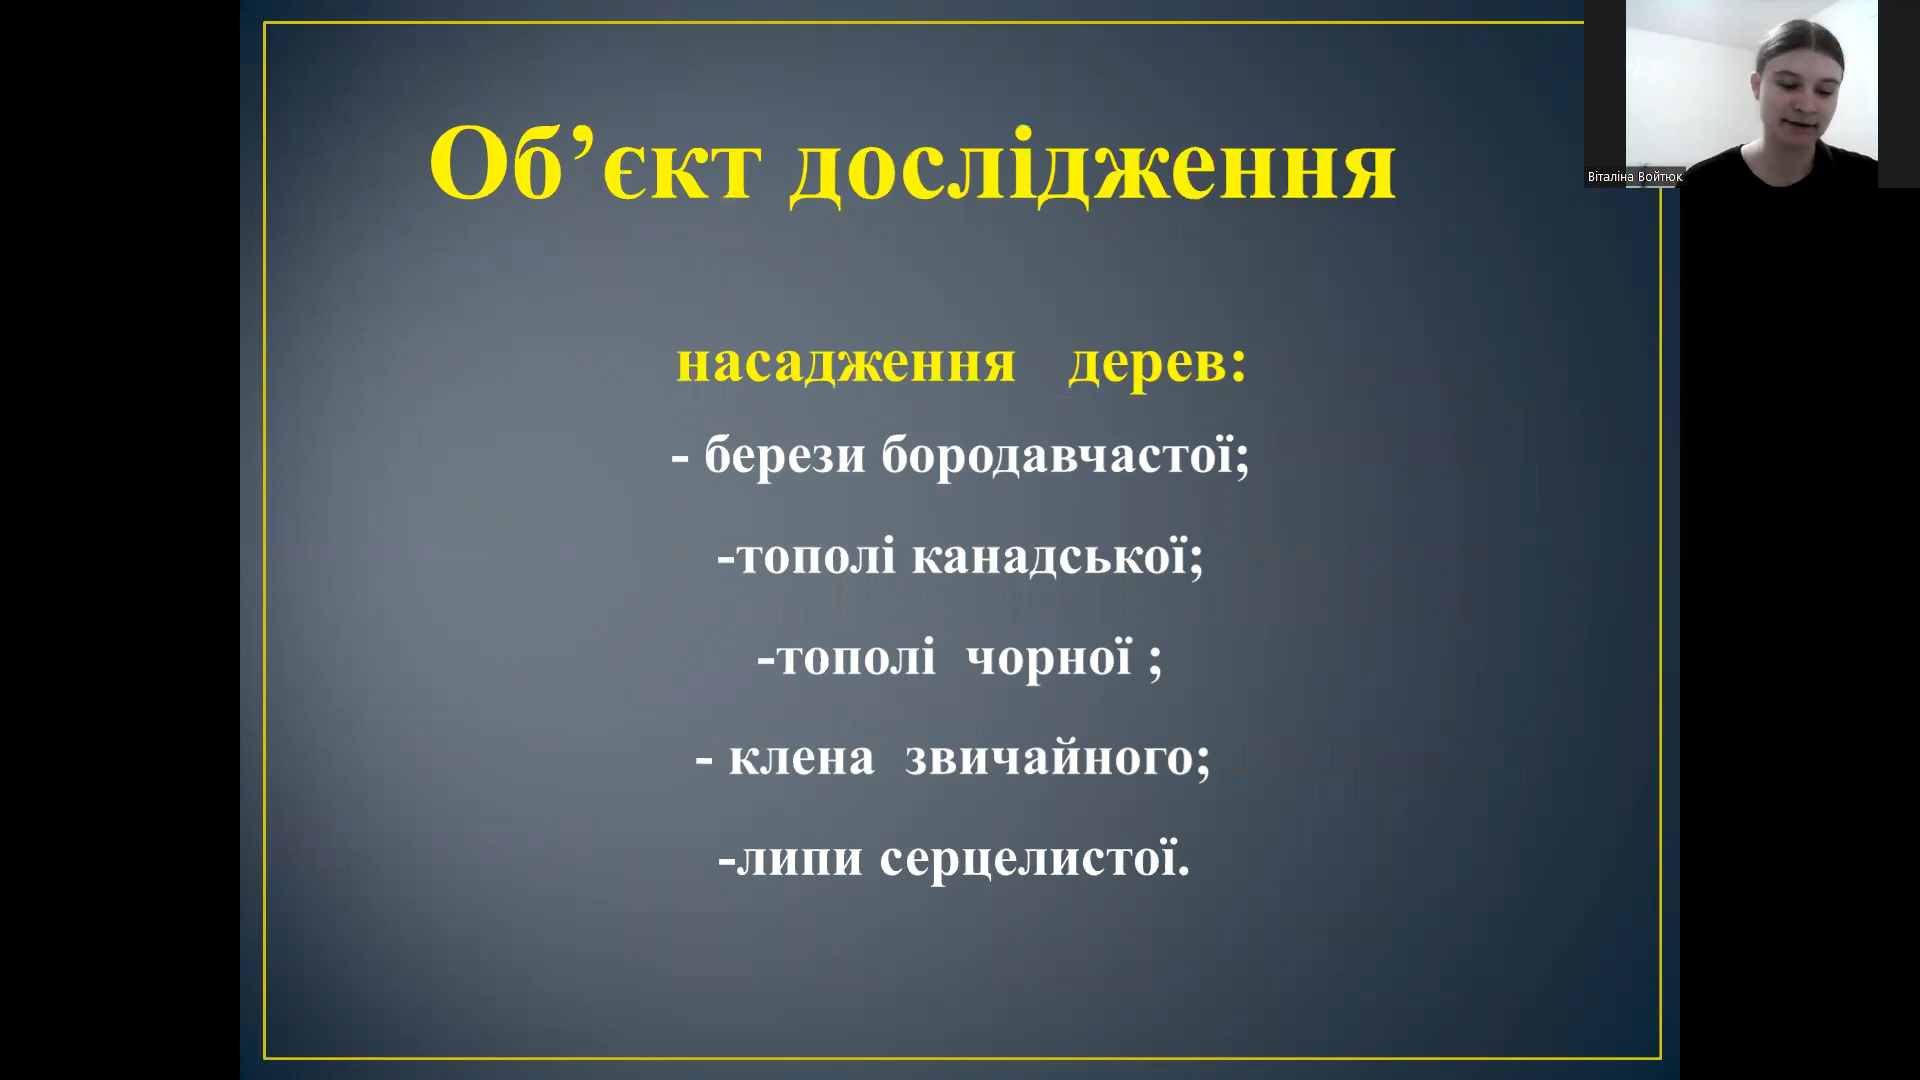 Об’єкт дослідження
насадження дерев:
- берези бородавчастої;
-тополі канадської;
-тополі чорної ;
- клена звичайного;
-липи серцелистої.
Віталіна Войтюк